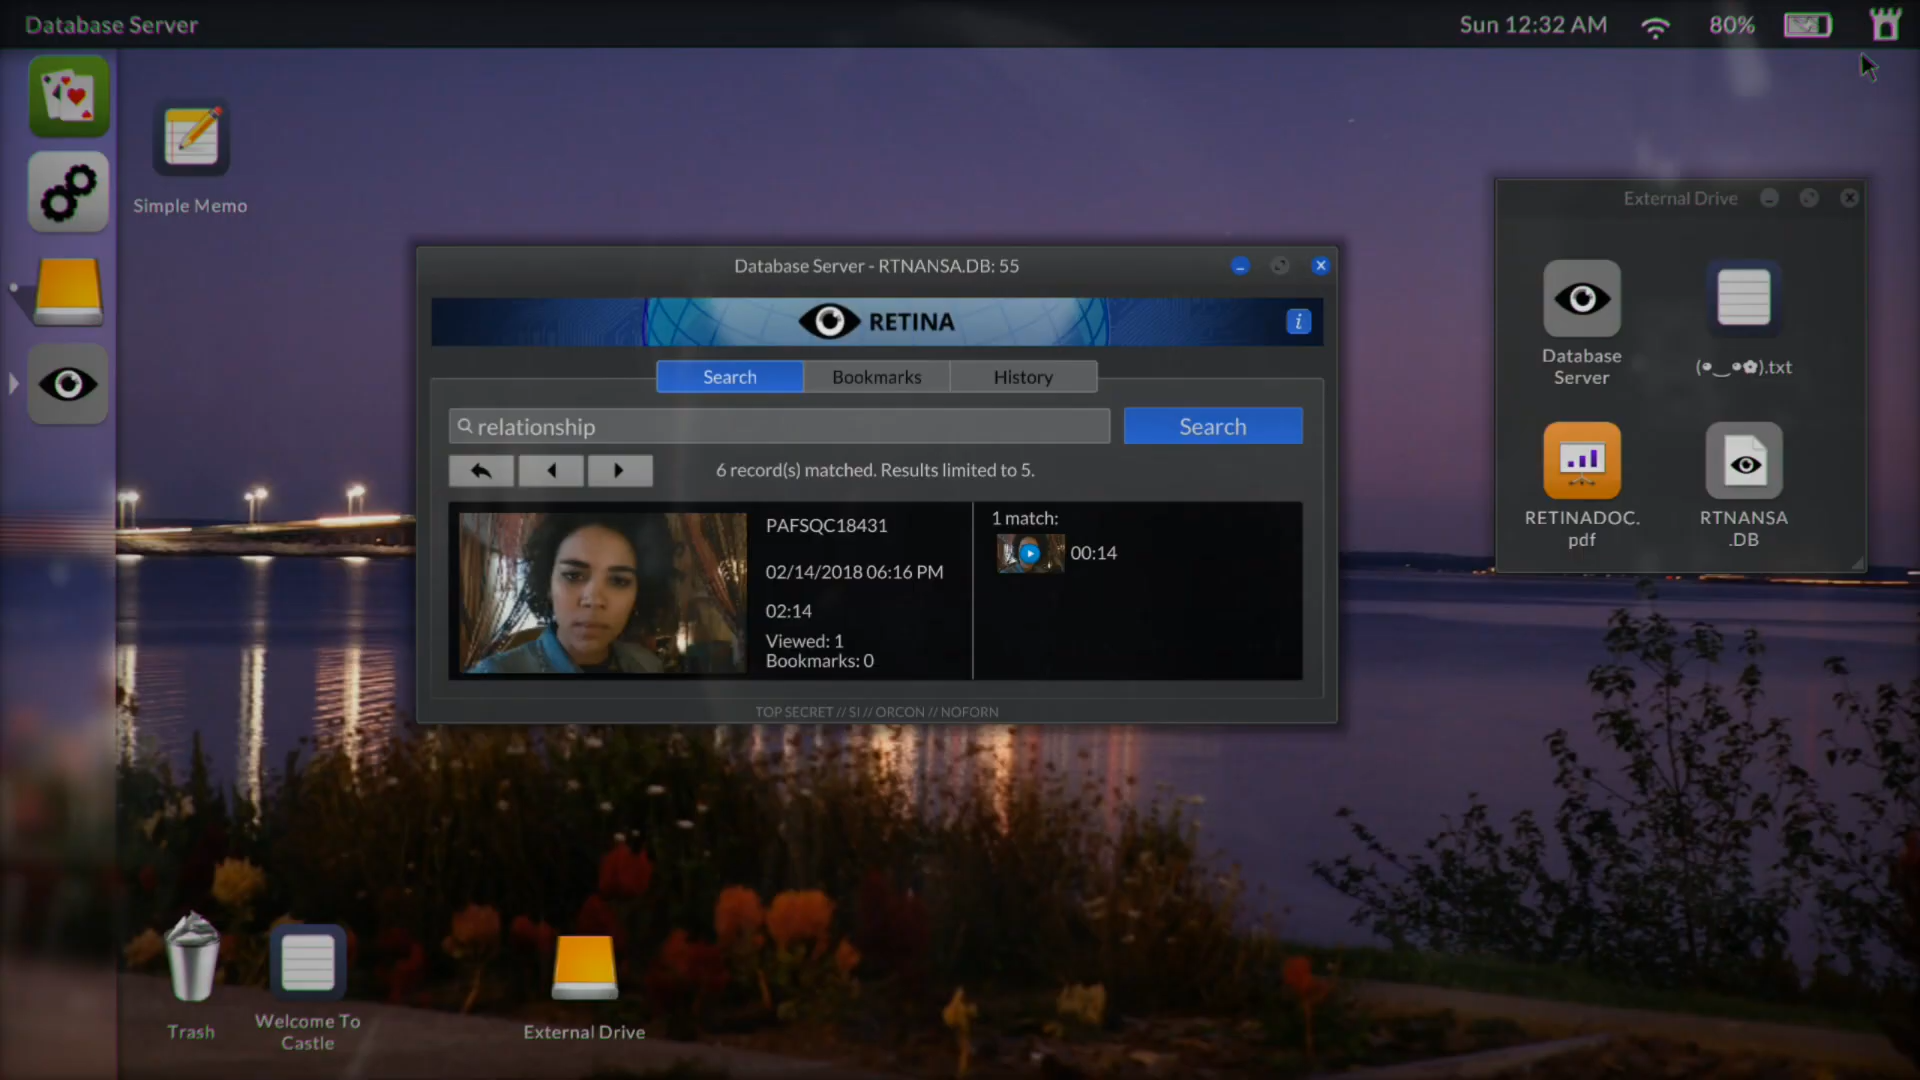 Database Server
Sun 12:32 AM
80%
Simple Memo
External Drive
Database Server - RTNANSA.DB: 55
RETINA
i
Search
Bookmarks
History
relationship
Search
6 record(s) matched. Results limited to 5.
PAFSQC18431
02/14/2018 06:16 PM
02:14
Viewed: 1
Bookmarks: 0
1 match:
00:14
TOP SECRET // SI // ORCON // NOFORN
Database
Server
(•‿•✿).txt
RETINADOC.
pdf
RTNANSA
.DB
Trash
Welcome To
Castle
External Drive